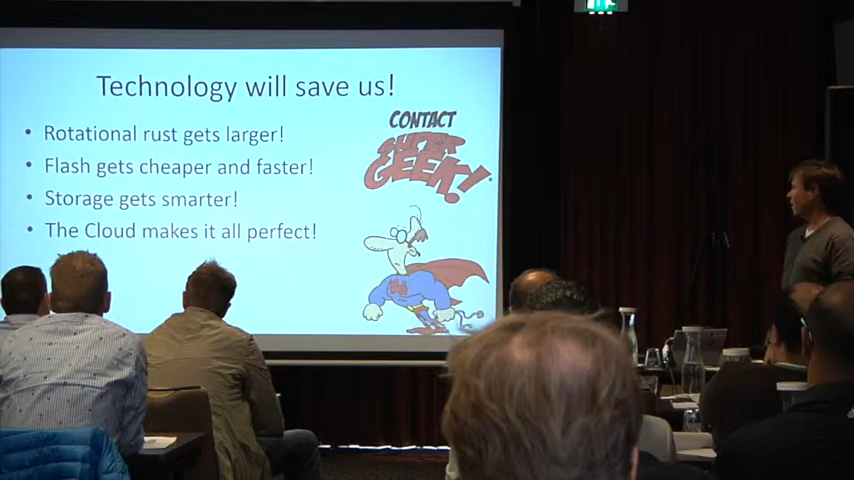 Technology will save us!
• Rotational rust gets larger!
• Flash gets cheaper and faster!
• Storage gets smarter!
• The Cloud makes it all perfect!
CONTACT
SUPER
GEEK!